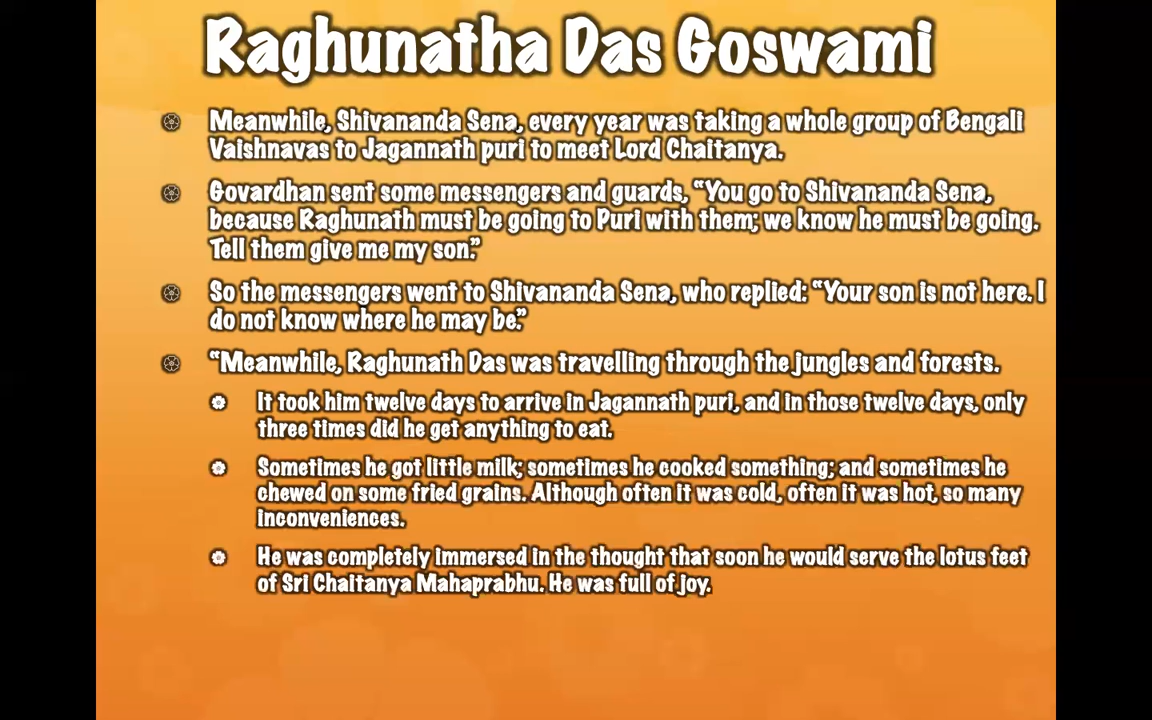 Raghunatha Das Goswami
Meanwhile, Shivananda Sena, every year was taking a whole group of Bengali
Vaishnavas to Jagannath puri to meet Lord Chaitanya.
Govardhan sent some messengers and guards, “You go to Shivananda Sena,
because Raghunath must be going to Puri with them; we know he must be going.
Tell them give me my son.”
So the messengers went to Shivananda Sena, who replied: “Your son is not here. I
do not know where he may be.”
“Meanwhile, Raghunath Das was travelling through the jungles and forests.
It took him twelve days to arrive in Jagannath puri, and in those twelve days, only
three times did he get anything to eat.
Sometimes he got little milk; sometimes he cooked something; and sometimes he
chewed on some fried grains. Although often it was cold, often it was hot, so many
inconveniences.
He was completely immersed in the thought that soon he would serve the lotus feet
of Sri Chaitanya Mahaprabhu. He was full of joy.